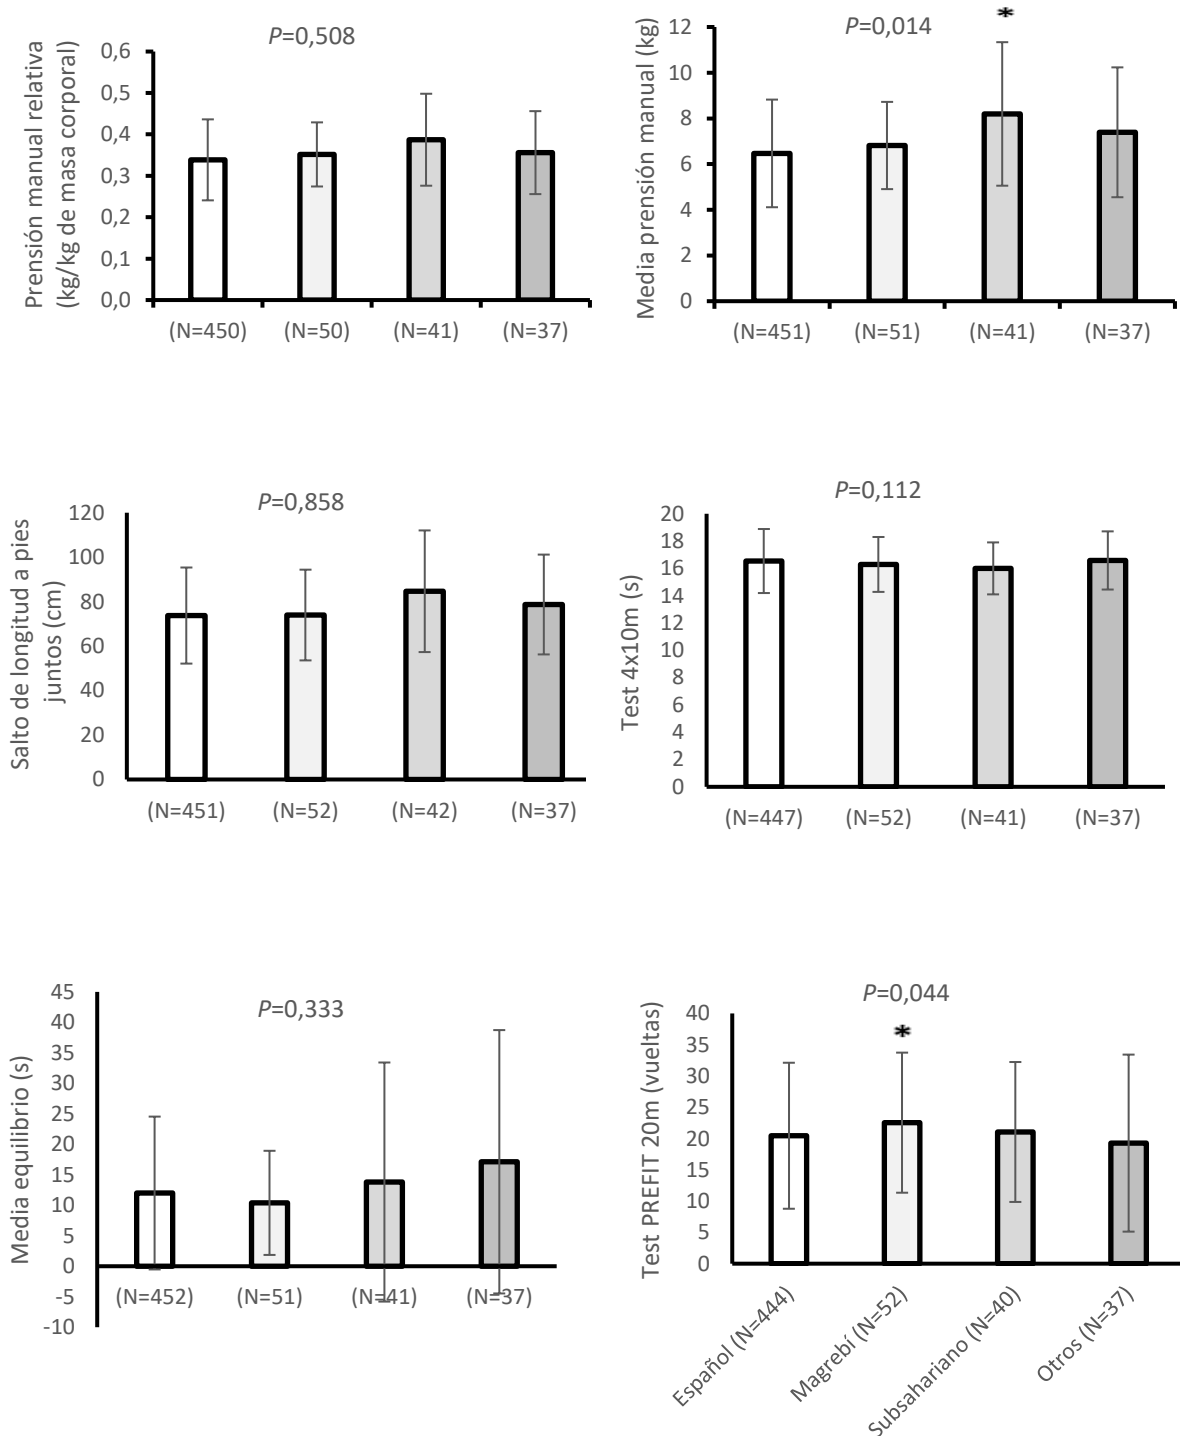 P=0,508
Prensión manual relativa
(kg/kg de masa corporal)
0,6
0,5
0,4
0,3
0,2
0,1
0,0
(N=450) (N=50) (N=41) (N=37)
*
P=0,014
Media prensión manual (kg)
12
10
8
6
4
2
0
(N=451) (N=51) (N=41) (N=37)
P=0,858
Salto de longitud a pies
juntos (cm)
120
100
80
60
40
20
0
(N=451) (N=52) (N=42) (N=37)
P=0,112
Test 4x10m (s)
20
18
16
14
12
10
8
6
4
2
0
(N=447) (N=52) (N=41) (N=37)
P=0,333
Media equilibrio (s)
45
40
35
30
25
20
15
10
5
0
-5
-10
(N=452) (N=51) (N=41) (N=37)
P=0,044
*
Test PREFIT 20m (vueltas)
40
35
30
25
20
15
10
5
0
Español (N=444)
Magrebí (N=52)
Subsahariano (N=40)
Otros (N=37)